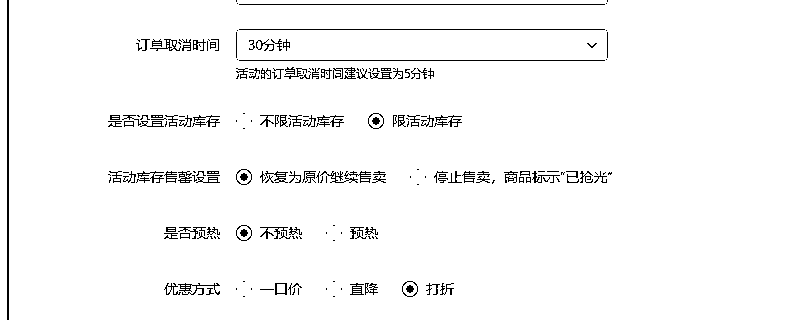 订单取消时间 30分钟
活动的订单取消时间建议设置为5分钟
是否设置活动库存 不限活动库存 限活动库存
活动库存售罄设置 恢复为原价继续售卖 停止售卖，商品标示“已抢光”
是否预热 不预热 预热
优惠方式 一口价 直降 打折